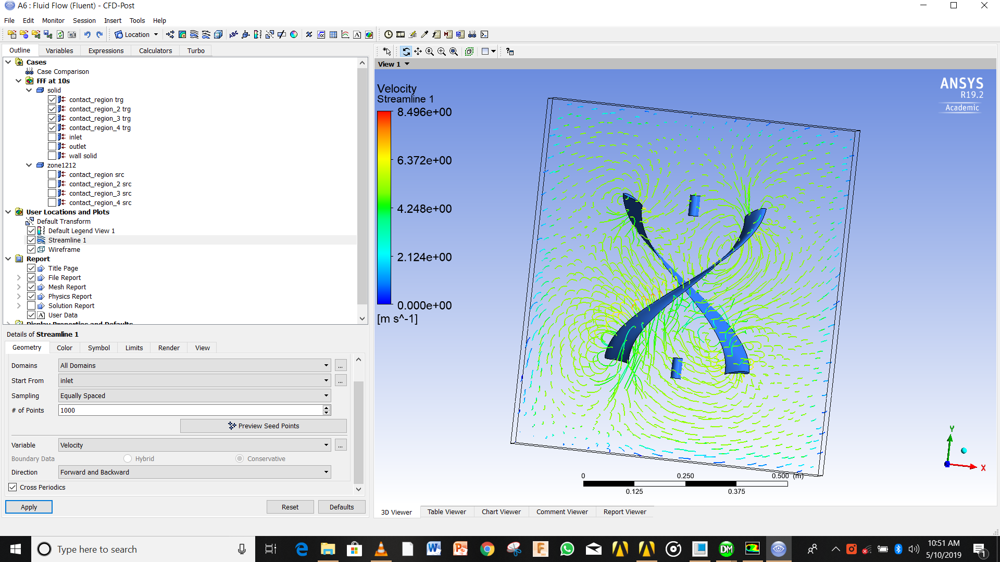 A6 : Fluid Flow (Fluent) - CFD-Post
File Edit Monitor Session Insert Tools Help
Location
Outline Variables Expressions Calculators Turbo
Cases
Case Comparison
FFF at 10s
solid
contact_region trg
contact_region_2 trg
contact_region_3 trg
contact_region_4 trg
inlet
outlet
wall solid
zone1212
contact_region src
contact_region_2 src
contact_region_3 src
contact_region_4 src
User Locations and Plots
Default Transform
Default Legend View 1
Streamline 1
Wireframe
Report
Title Page
File Report
Mesh Report
Physics Report
Solution Report
User Data
Display Properties and Defaults
Details of Streamline 1
Geometry Color Symbol Limits Render View
Domains All Domains ...
Start From inlet ...
Sampling Equally Spaced
# of Points 1000
Preview Seed Points
Variable Velocity ...
Boundary Data Hybrid Conservative
Direction Forward and Backward
Cross Periodics
Apply Reset Defaults
View 1
Velocity
Streamline 1
8.496e+00
6.372e+00
4.248e+00
2.124e+00
0.000e+00
[m s^-1]
ANSYS
R19.2
Academic
0 0.250 0.500 (m)
0.125 0.375
Y
X
3D Viewer Table Viewer Chart Viewer Comment Viewer Report Viewer
Type here to search
10:51 AM
5/10/2019
1